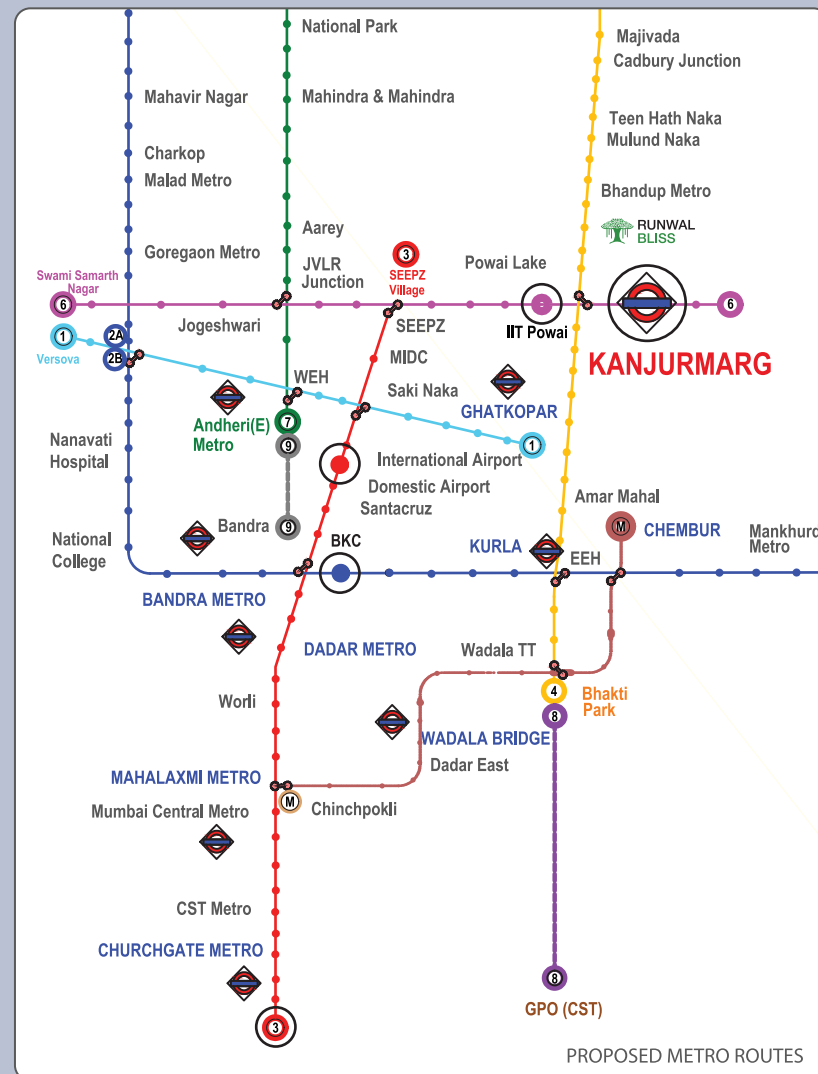 National Park
Majivada
Cadbury Junction
Mahavir Nagar
Mahindra & Mahindra
Teen Hath Naka
Mulund Naka
Charkop
Malad Metro
Bhandup Metro
Aarey
RUNWAL
BLISS
Goregaon Metro
JVLR
Junction
3
SEEPZ
Village
Powai Lake
Swami Samarth
Nagar
6
6
Jogeshwari
SEEPZ
IIT Powai
1
Versova
2A
2B
MIDC
KANJURMARG
WEH
Saki Naka
GHATKOPAR
Andheri(E)
Metro
7
9
1
Nanavati
Hospital
International Airport
Domestic Airport
Santacruz
Amar Mahal
Bandra
9
M
CHEMBUR
National
College
BKC
KURLA
EEH
Mankhurd
Metro
BANDRA METRO
DADAR METRO
Wadala TT
Worli
4
Bhakti
Park
8
WADALA BRIDGE
Dadar East
MAHALAXMI METRO
M
Chinchpokli
Mumbai Central Metro
CST Metro
CHURCHGATE METRO
8
GPO (CST)
3
PROPOSED METRO ROUTES